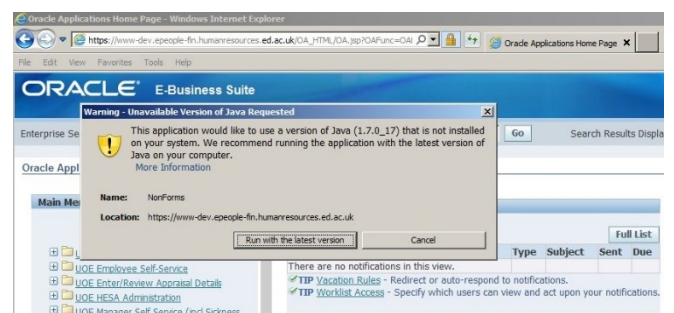 Oracle Applications Home Page - Windows Internet Explorer
https://www-dev.epeople-fin.humanresources.ed.ac.uk/OA_HTML/OA.jsp?OAFunc=OAI
Oracle Applications Home Page X
File Edit View Favorites Tools Help
ORACLE E-Business Suite
Warning - Unavailable Version of Java Requested
Enterprise Se
Go
Search Results Displa
This application would like to use a version of Java (1.7.0_17) that is not installed
on your system. We recommend running the application with the latest version of
Java on your computer.
More Information
Oracle Appl
Main Me
Name: NonForms
Location: https://www-dev.epeople-fin.humanresources.ed.ac.uk
Run with the latest version
Cancel
Full List
Type Subject Sent Due
There are no notifications in this view.
UOE Employee Self-Service
TIP Vacation Rules - Redirect or auto-respond to notifications.
UOE Enter/Review Appraisal Details
TIP Worklist Access - Specify which users can view and act upon your notifications.
UOE HESA Administration
UOE Manager Self Service (incl Sickness